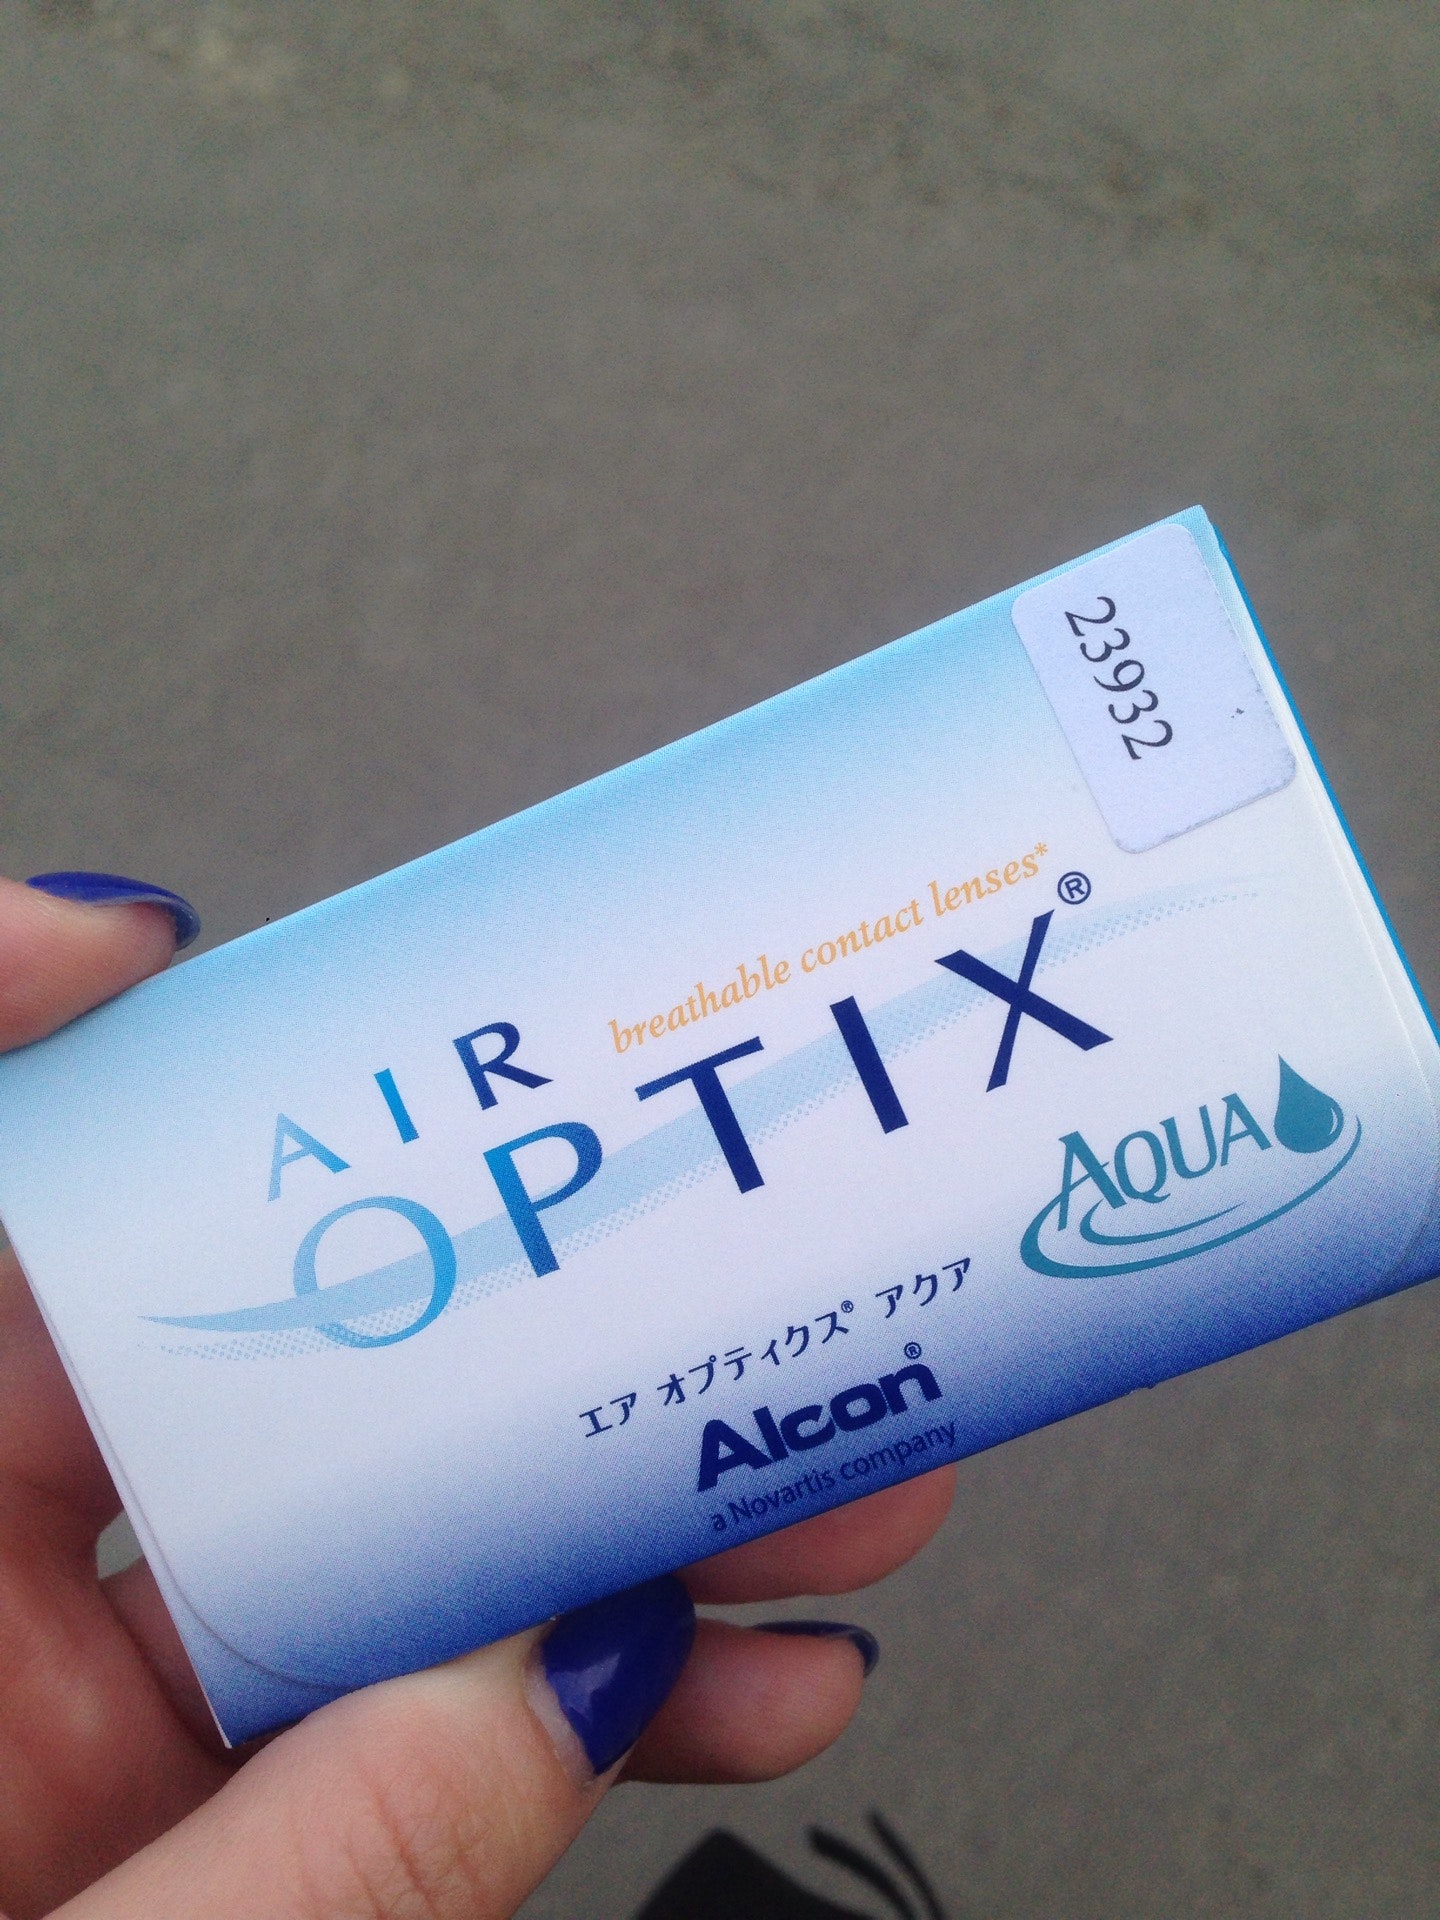 23932
breathable contact lenses*
AIR
OPTIX®
AQUA
エア オプティクス® アクア
Alcon®
a Novartis company